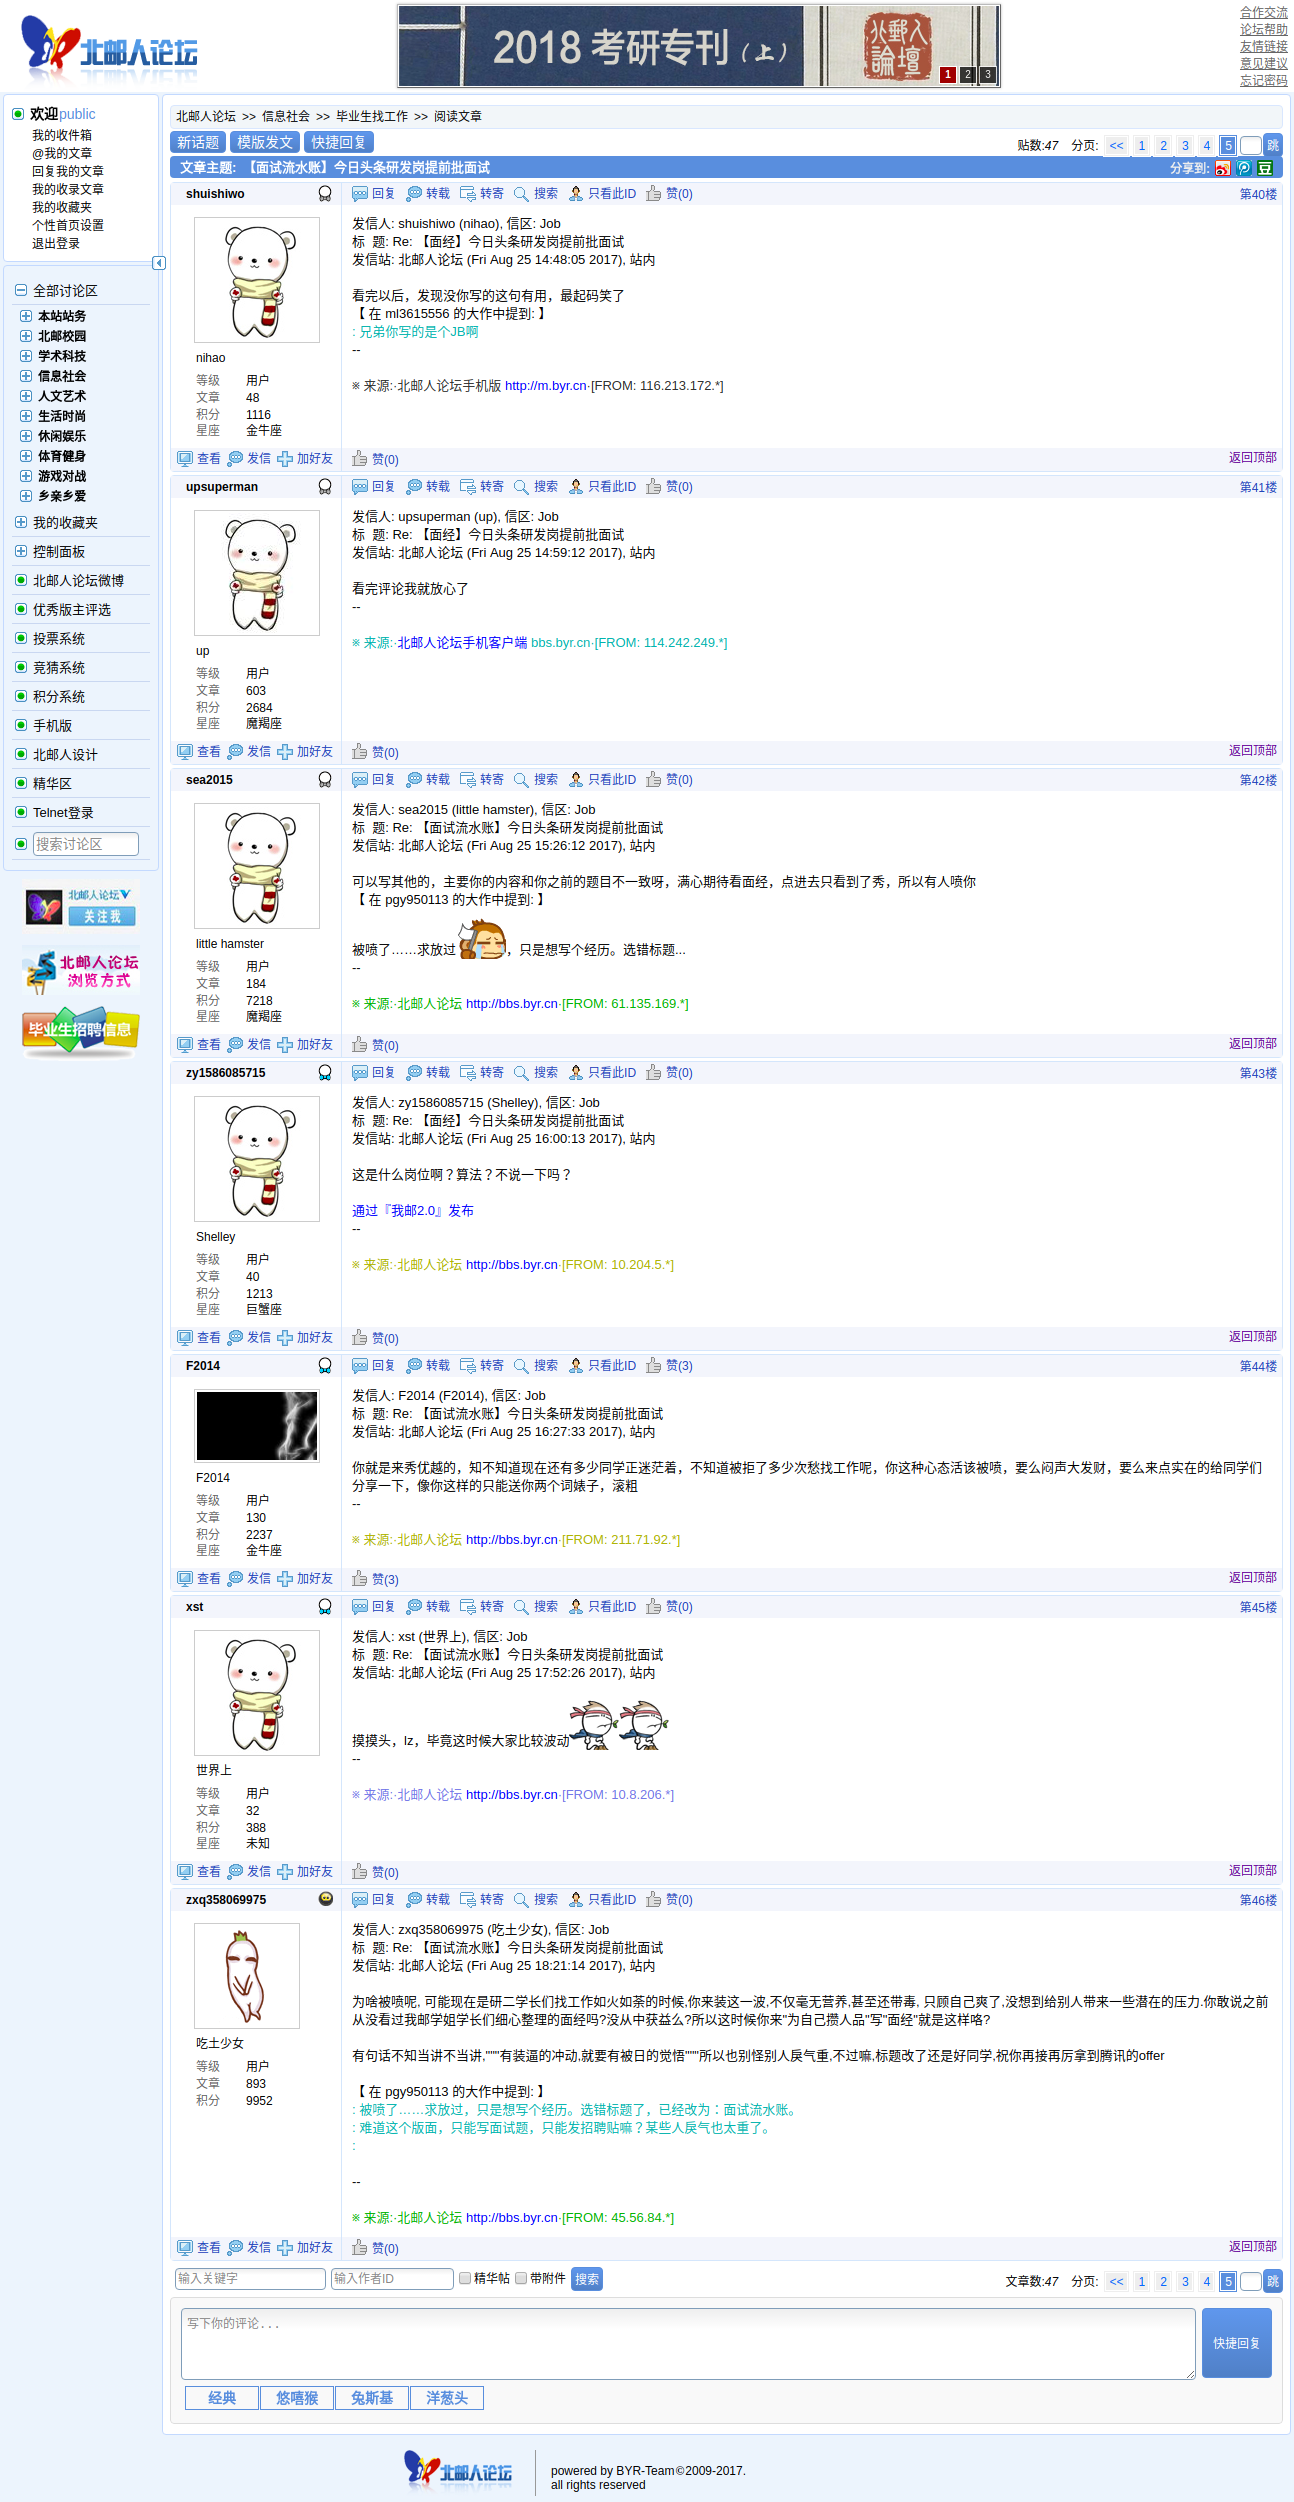 北邮人论坛
2018 考研专刊（上）
北邮人論壇
1 2 3
合作交流
论坛帮助
友情链接
意见建议
忘记密码
欢迎public
我的收件箱
@我的文章
回复我的文章
我的收录文章
我的收藏夹
个性首页设置
退出登录
全部讨论区
本站站务
北邮校园
学术科技
信息社会
人文艺术
生活时尚
休闲娱乐
体育健身
游戏对战
乡亲乡爱
我的收藏夹
控制面板
北邮人论坛微博
优秀版主评选
投票系统
竞猜系统
积分系统
手机版
北邮人设计
精华区
Telnet登录
搜索讨论区
北邮人论坛V
关注我
北邮人论坛
浏览方式
毕业生招聘信息
北邮人论坛 >> 信息社会 >> 毕业生找工作 >> 阅读文章
新话题 模版发文 快捷回复 贴数:47 分页: << 1 2 3 4 5 跳
文章主题: 【面试流水账】今日头条研发岗提前批面试 分享到: 豆
shuishiwo 回复 转载 转寄 搜索 只看此ID 赞(0) 第40楼
发信人: shuishiwo (nihao), 信区: Job
标 题: Re: 【面经】今日头条研发岗提前批面试
发信站: 北邮人论坛 (Fri Aug 25 14:48:05 2017), 站内
看完以后，发现没你写的这句有用，最起码笑了
【 在 ml3615556 的大作中提到: 】
: 兄弟你写的是个JB啊
--
※ 来源:·北邮人论坛手机版 http://m.byr.cn·[FROM: 116.213.172.*]
nihao
等级 用户
文章 48
积分 1116
星座 金牛座
查看 发信 加好友 赞(0) 返回顶部
upsuperman 回复 转载 转寄 搜索 只看此ID 赞(0) 第41楼
发信人: upsuperman (up), 信区: Job
标 题: Re: 【面经】今日头条研发岗提前批面试
发信站: 北邮人论坛 (Fri Aug 25 14:59:12 2017), 站内
看完评论我就放心了
--
※ 来源:·北邮人论坛手机客户端 bbs.byr.cn·[FROM: 114.242.249.*]
up
等级 用户
文章 603
积分 2684
星座 魔羯座
查看 发信 加好友 赞(0) 返回顶部
sea2015 回复 转载 转寄 搜索 只看此ID 赞(0) 第42楼
发信人: sea2015 (little hamster), 信区: Job
标 题: Re: 【面试流水账】今日头条研发岗提前批面试
发信站: 北邮人论坛 (Fri Aug 25 15:26:12 2017), 站内
可以写其他的，主要你的内容和你之前的题目不一致呀，满心期待看面经，点进去只看到了秀，所以有人喷你
【 在 pgy950113 的大作中提到: 】
被喷了……求放过，只是想写个经历。选错标题...
--
※ 来源:·北邮人论坛 http://bbs.byr.cn·[FROM: 61.135.169.*]
little hamster
等级 用户
文章 184
积分 7218
星座 魔羯座
查看 发信 加好友 赞(0) 返回顶部
zy1586085715 回复 转载 转寄 搜索 只看此ID 赞(0) 第43楼
发信人: zy1586085715 (Shelley), 信区: Job
标 题: Re: 【面经】今日头条研发岗提前批面试
发信站: 北邮人论坛 (Fri Aug 25 16:00:13 2017), 站内
这是什么岗位啊？算法？不说一下吗？
通过『我邮2.0』发布
--
※ 来源:·北邮人论坛 http://bbs.byr.cn·[FROM: 10.204.5.*]
Shelley
等级 用户
文章 40
积分 1213
星座 巨蟹座
查看 发信 加好友 赞(0) 返回顶部
F2014 回复 转载 转寄 搜索 只看此ID 赞(3) 第44楼
发信人: F2014 (F2014), 信区: Job
标 题: Re: 【面试流水账】今日头条研发岗提前批面试
发信站: 北邮人论坛 (Fri Aug 25 16:27:33 2017), 站内
你就是来秀优越的，知不知道现在还有多少同学正迷茫着，不知道被拒了多少次愁找工作呢，你这种心态活该被喷，要么闷声大发财，要么来点实在的给同学们
分享一下，像你这样的只能送你两个词婊子，滚粗
--
※ 来源:·北邮人论坛 http://bbs.byr.cn·[FROM: 211.71.92.*]
F2014
等级 用户
文章 130
积分 2237
星座 金牛座
查看 发信 加好友 赞(3) 返回顶部
xst 回复 转载 转寄 搜索 只看此ID 赞(0) 第45楼
发信人: xst (世界上), 信区: Job
标 题: Re: 【面试流水账】今日头条研发岗提前批面试
发信站: 北邮人论坛 (Fri Aug 25 17:52:26 2017), 站内
摸摸头，lz，毕竟这时候大家比较波动
--
※ 来源:·北邮人论坛 http://bbs.byr.cn·[FROM: 10.8.206.*]
世界上
等级 用户
文章 32
积分 388
星座 未知
查看 发信 加好友 赞(0) 返回顶部
zxq358069975 回复 转载 转寄 搜索 只看此ID 赞(0) 第46楼
发信人: zxq358069975 (吃土少女), 信区: Job
标 题: Re: 【面试流水账】今日头条研发岗提前批面试
发信站: 北邮人论坛 (Fri Aug 25 18:21:14 2017), 站内
为啥被喷呢, 可能现在是研二学长们找工作如火如荼的时候,你来装这一波,不仅毫无营养,甚至还带毒, 只顾自己爽了,没想到给别人带来一些潜在的压力.你敢说之前
从没看过我邮学姐学长们细心整理的面经吗?没从中获益么?所以这时候你来"为自己攒人品"写"面经"就是这样咯?
有句话不知当讲不当讲,"""有装逼的冲动,就要有被日的觉悟"""所以也别怪别人戾气重,不过嘛,标题改了还是好同学,祝你再接再厉拿到腾讯的offer
【 在 pgy950113 的大作中提到: 】
: 被喷了……求放过，只是想写个经历。选错标题了，已经改为：面试流水账。
: 难道这个版面，只能写面试题，只能发招聘贴嘛？某些人戾气也太重了。
:
--
※ 来源:·北邮人论坛 http://bbs.byr.cn·[FROM: 45.56.84.*]
吃土少女
等级 用户
文章 893
积分 9952
查看 发信 加好友 赞(0) 返回顶部
输入关键字 输入作者ID 精华帖 带附件 搜索 文章数:47 分页: << 1 2 3 4 5 跳
写下你的评论...
快捷回复
经典 悠嘻猴 兔斯基 洋葱头
北邮人论坛
powered by BYR-Team©2009-2017.
all rights reserved